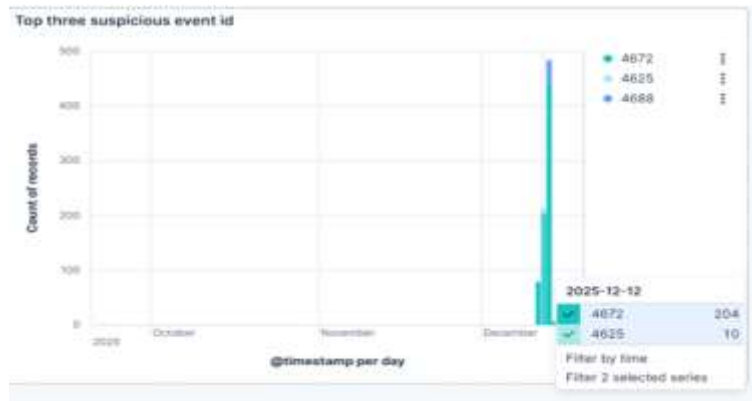 Top three suspicious event id
500
400
300
200
100
0
Count of records
2025
October
November
December
@timestamp per day
4672
4625
4688
2025-12-12
4672 204
4625 10
Filter by time
Filter 2 selected series